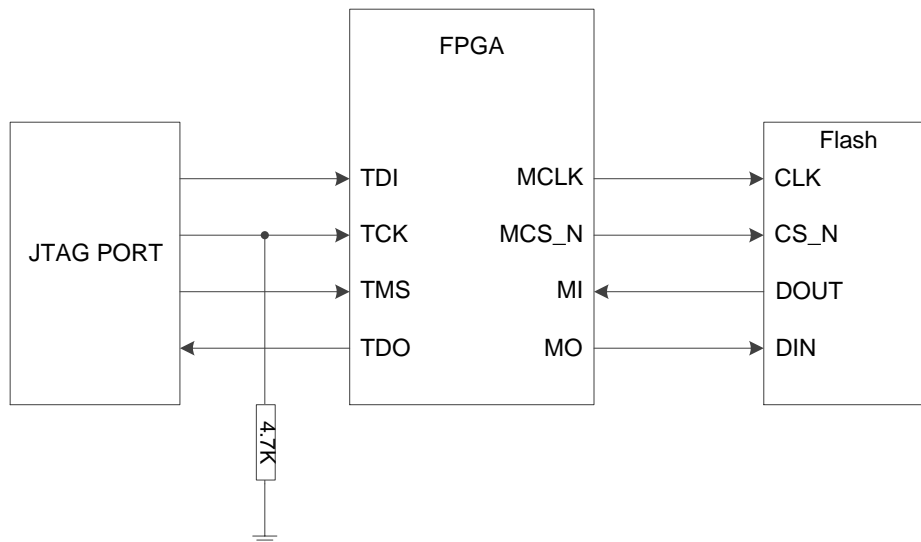 FPGA
Flash
JTAG PORT
TDI
TCK
TMS
TDO
MCLK
MCS_N
MI
MO
CLK
CS_N
DOUT
DIN
4.7K